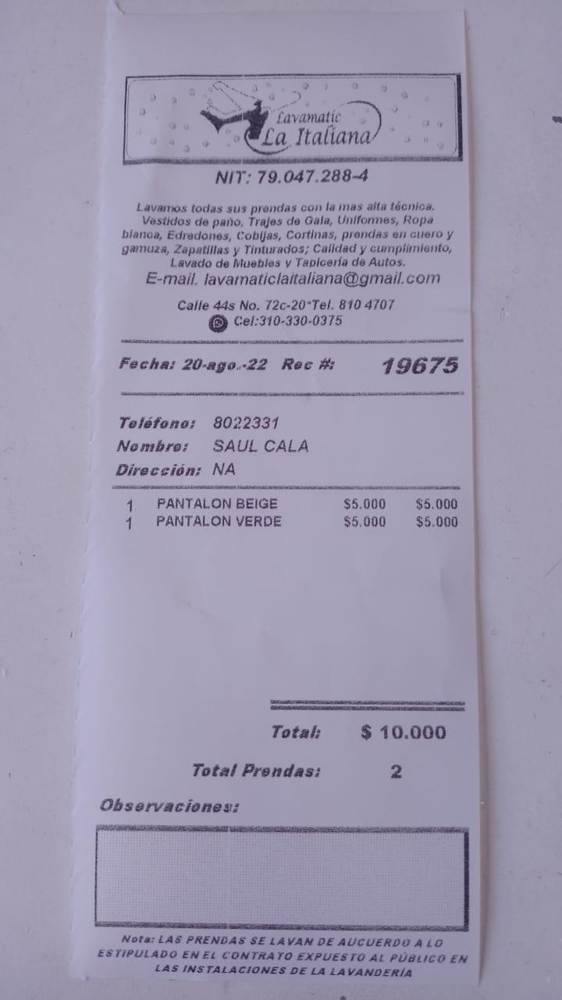 Lavamatic
La Italiana
NIT: 79.047.288-4
Lavamos todas sus prendas con la mas alta técnica.
Vestidos de paño, Trajes de Gala, Uniformes, Ropa
blanca, Edredones, Cobijas, Cortinas, prendas en cuero y
gamuza, Zapatillas y Tinturados; Calidad y cumplimiento,
Lavado de Muebles y Tapicería de Autos.
E-mail. lavamaticlaitaliana@gmail.com
Calle 44s No. 72c-20*Tel. 810 4707
Cel:310-330-0375
Fecha: 20-ago.-22 Rec #: 19675
Teléfono: 8022331
Nombre: SAUL CALA
Dirección: NA
1 PANTALON BEIGE $5.000 $5.000
1 PANTALON VERDE $5.000 $5.000
Total: $ 10.000
Total Prendas: 2
Observaciones:
Nota: LAS PRENDAS SE LAVAN DE AUCUERDO A LO
ESTIPULADO EN EL CONTRATO EXPUESTO AL PÚBLICO EN
LAS INSTALACIONES DE LA LAVANDERÍA